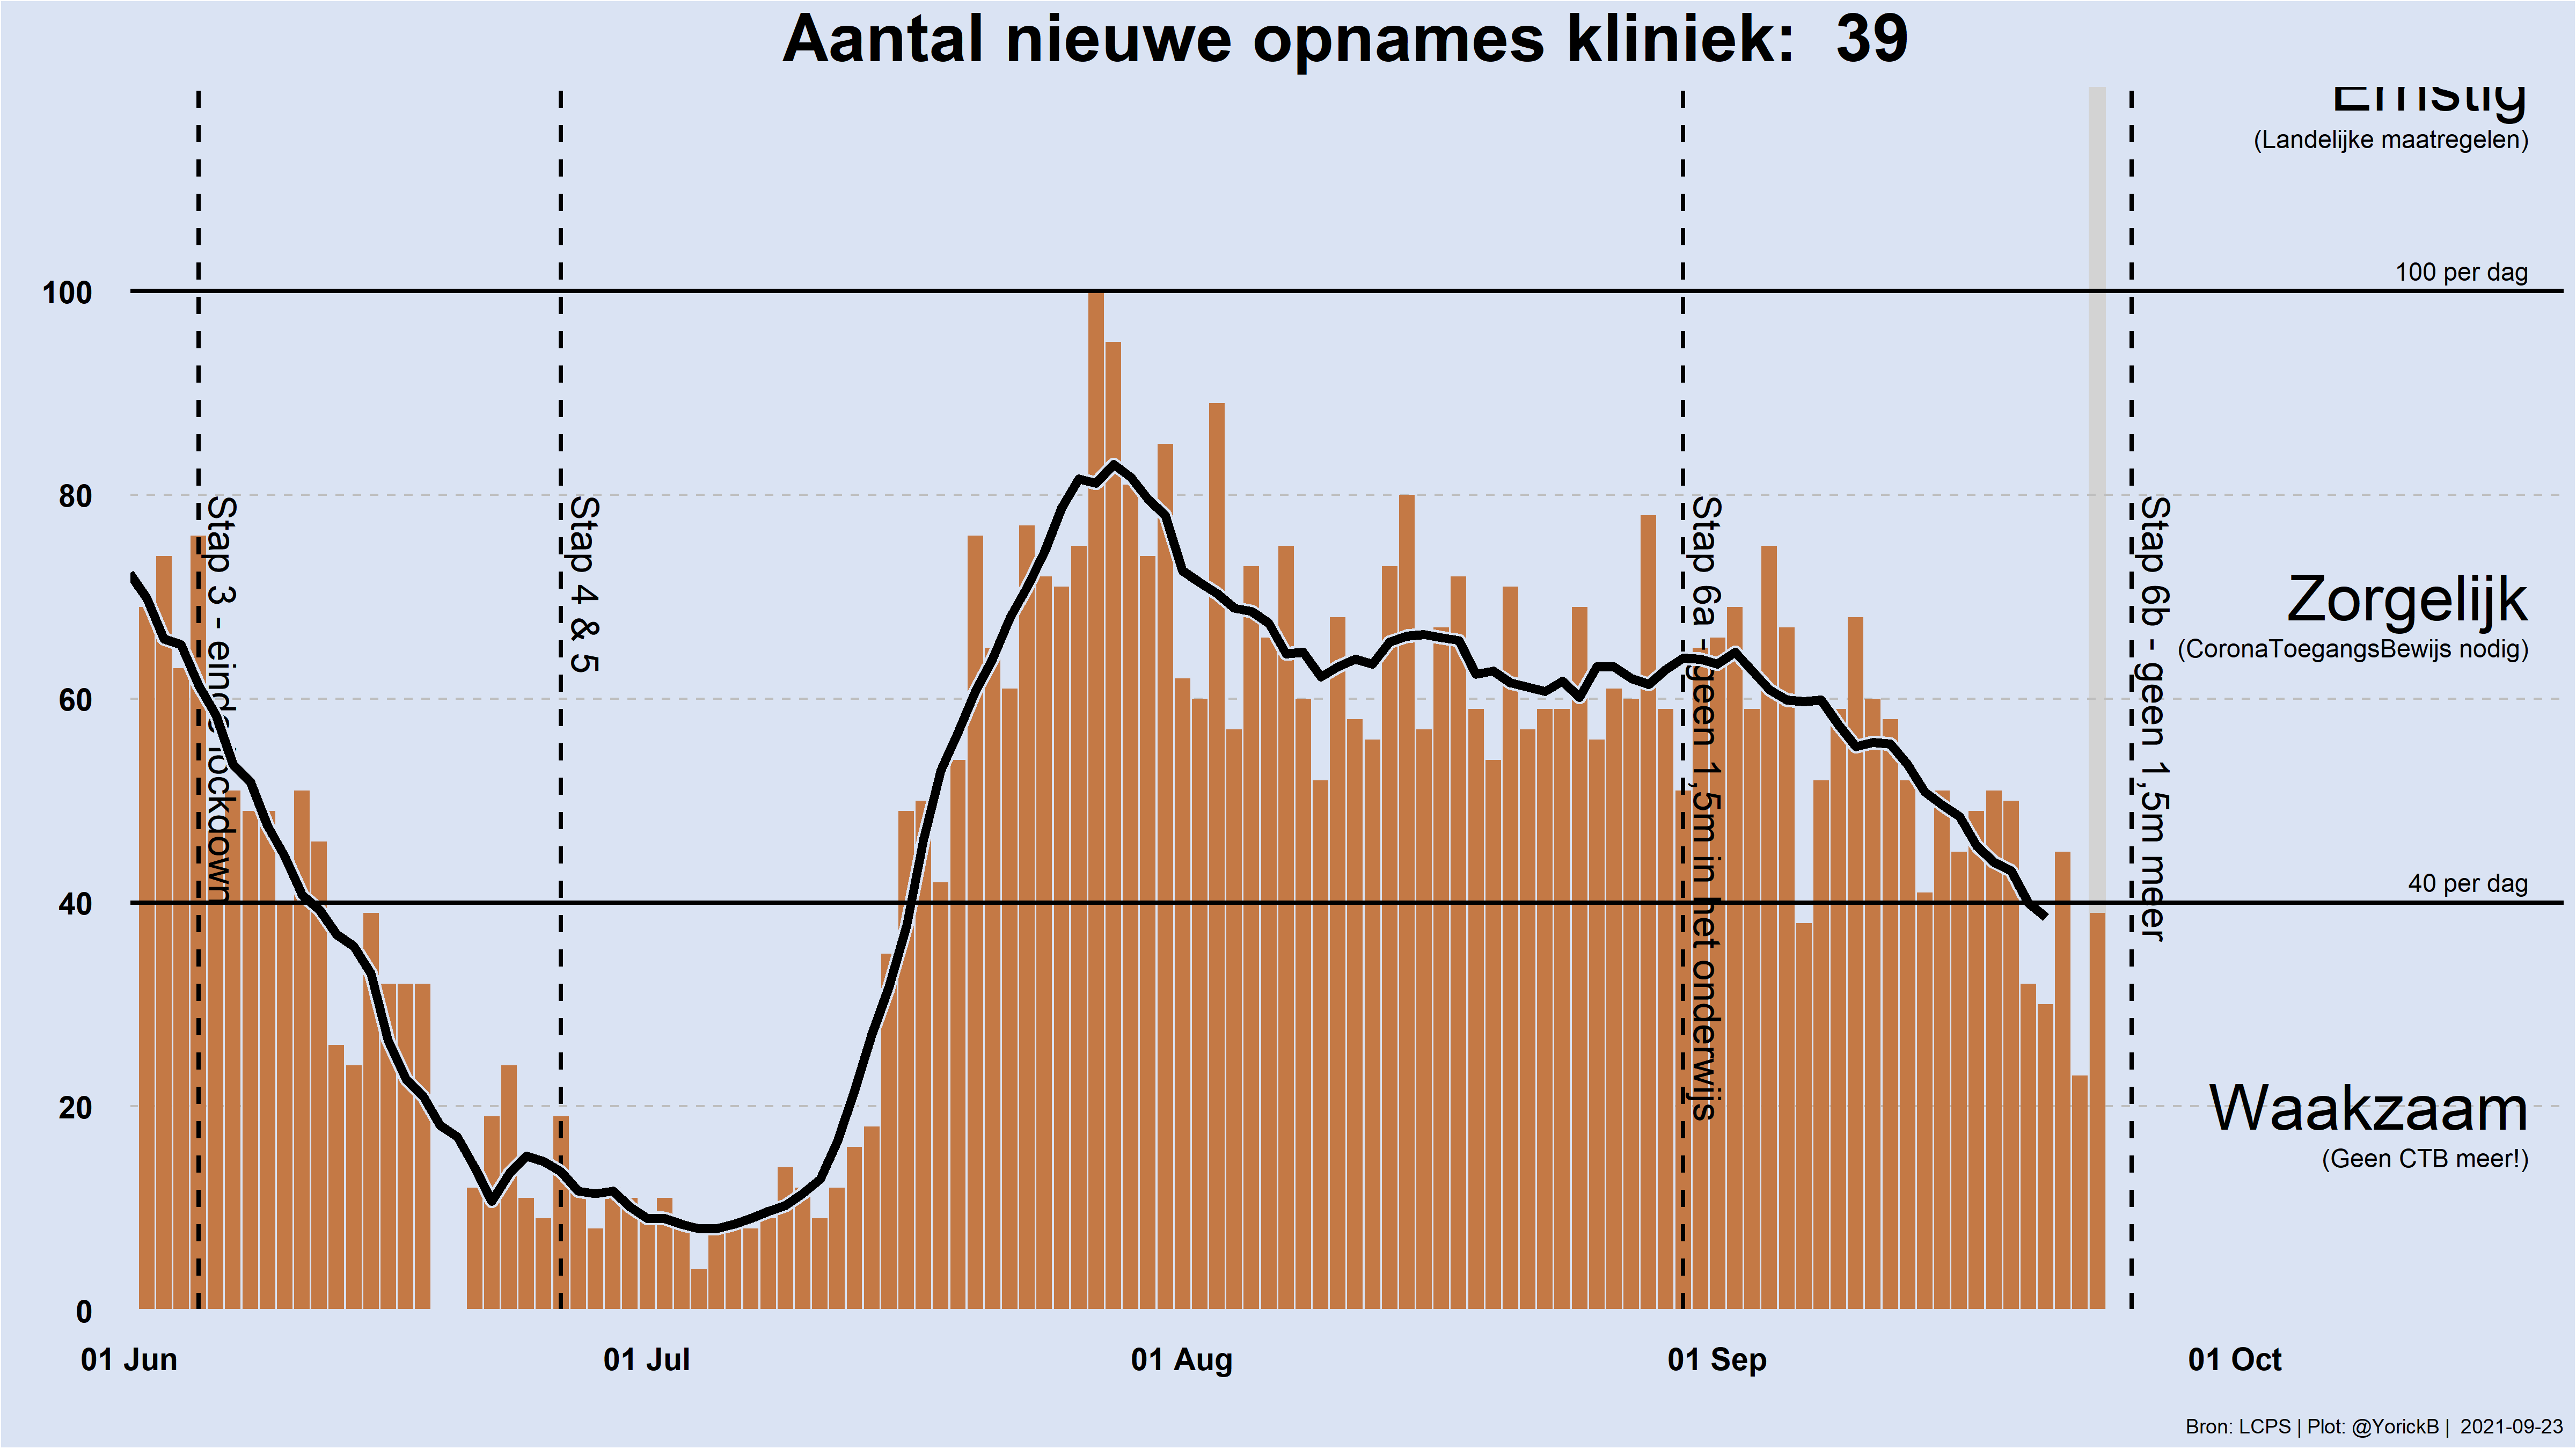 Aantal nieuwe opnames kliniek: 39
Ernstig
(Landelijke maatregelen)
100 per dag
100
80
60
40
20
0
Stap 3 - einde lockdown
Stap 4 & 5
Stap 6a - geen 1,5m in het onderwijs
Stap 6b - geen 1,5m meer
Zorgelijk
(CoronaToegangsBewijs nodig)
40 per dag
Waakzaam
(Geen CTB meer!)
01 Jun
01 Jul
01 Aug
01 Sep
01 Oct
Bron: LCPS | Plot: @YorickB | 2021-09-23